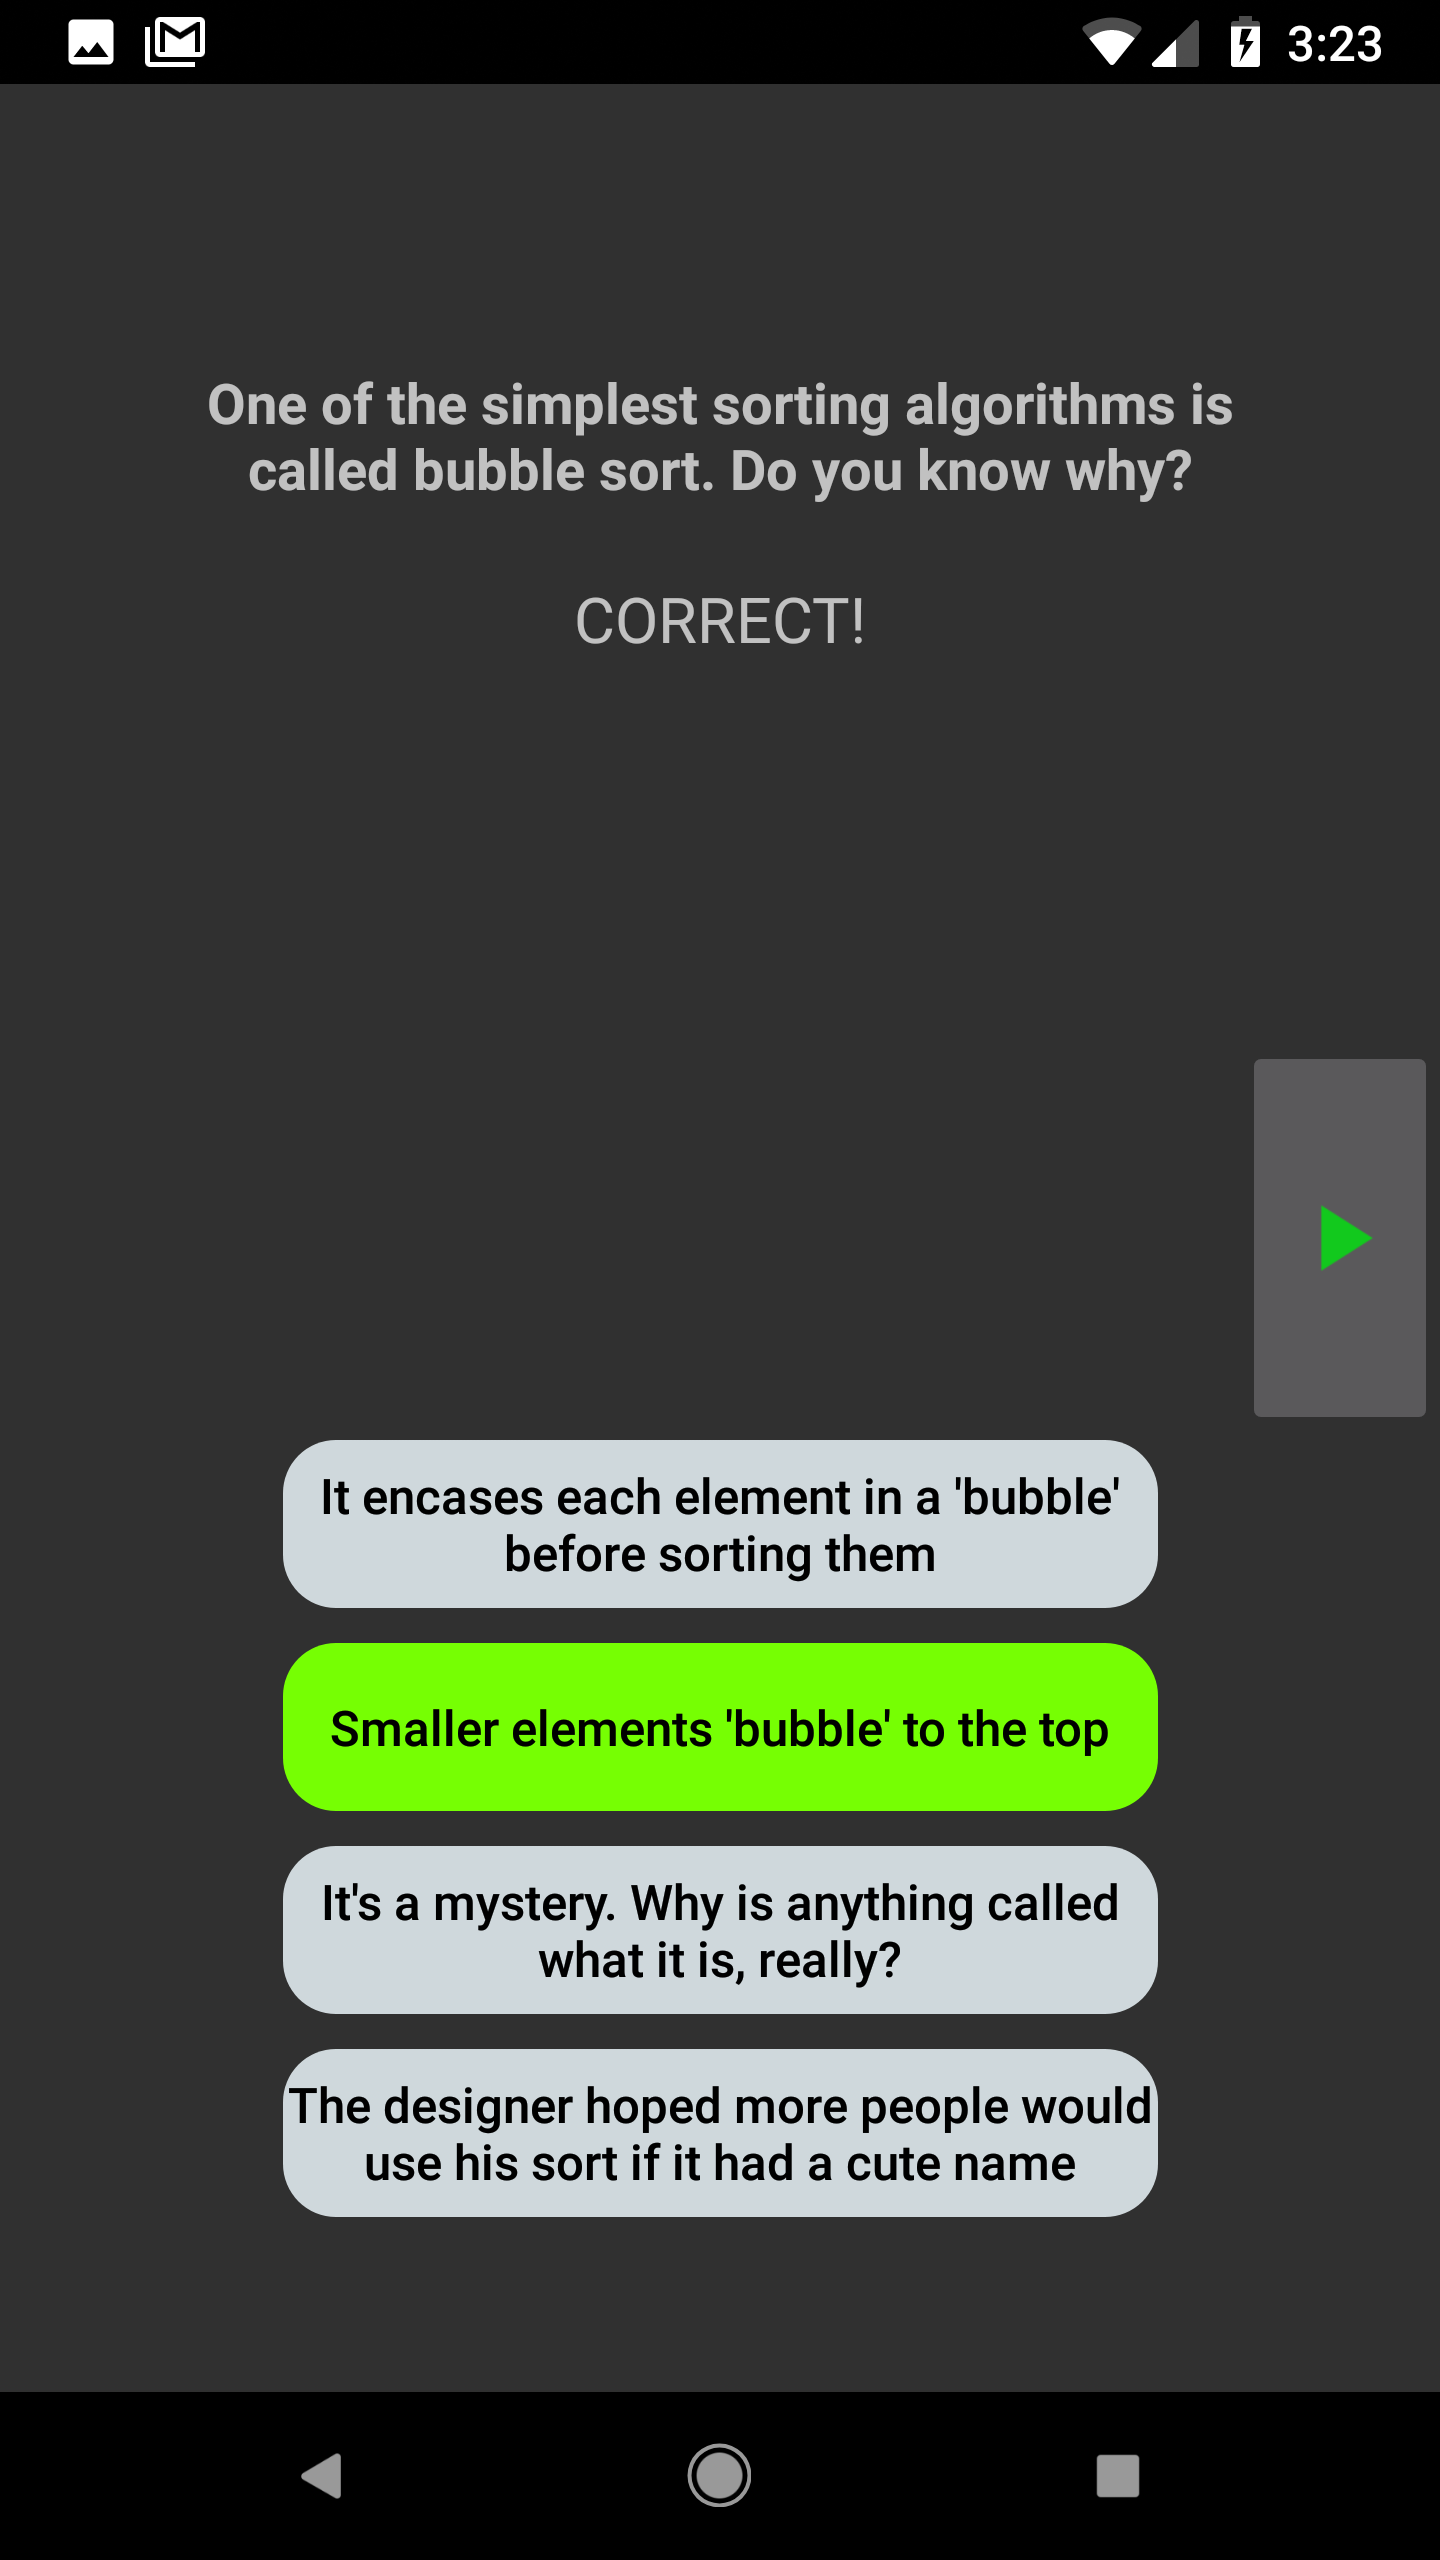 3:23
One of the simplest sorting algorithms is
called bubble sort. Do you know why?
CORRECT!
It encases each element in a 'bubble'
before sorting them
Smaller elements 'bubble' to the top
It's a mystery. Why is anything called
what it is, really?
The designer hoped more people would
use his sort if it had a cute name